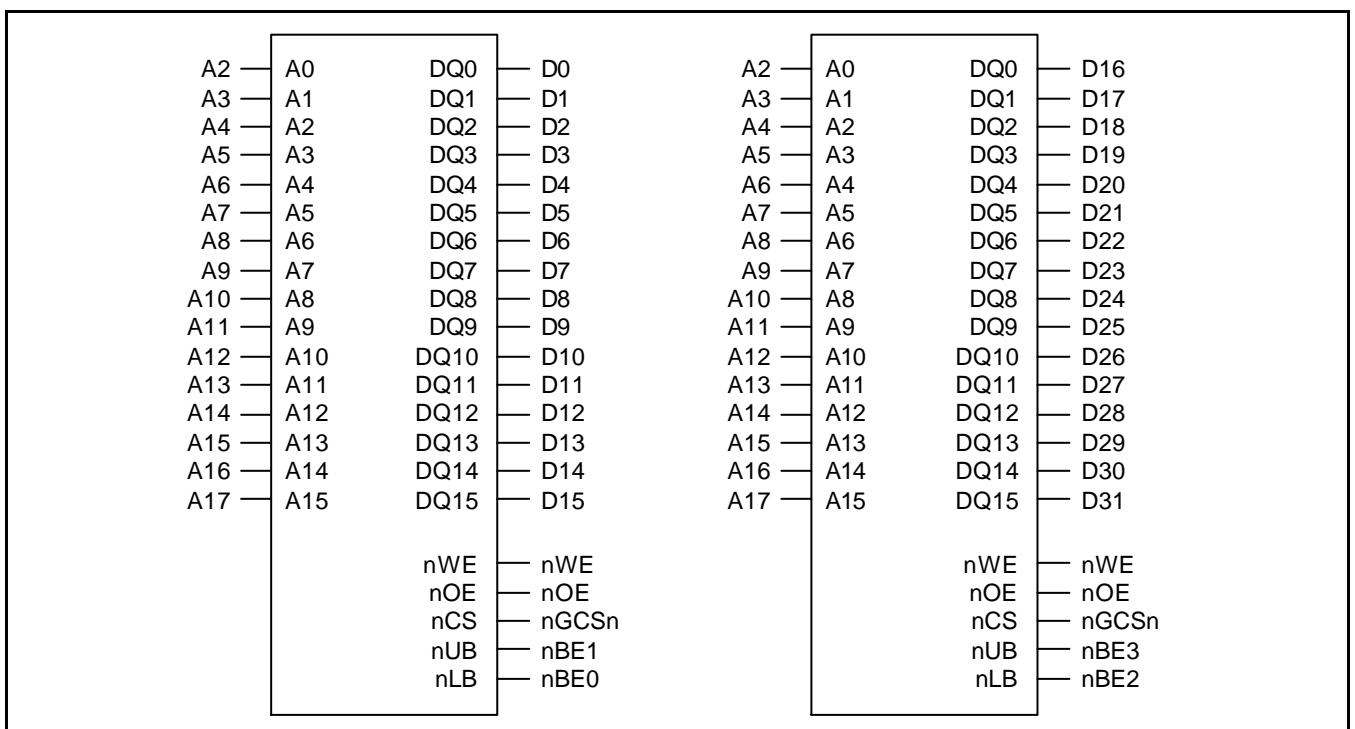 A2 A0 DQ0 D0 A2 A0 DQ0 D16
A3 A1 DQ1 D1 A3 A1 DQ1 D17
A4 A2 DQ2 D2 A4 A2 DQ2 D18
A5 A3 DQ3 D3 A5 A3 DQ3 D19
A6 A4 DQ4 D4 A6 A4 DQ4 D20
A7 A5 DQ5 D5 A7 A5 DQ5 D21
A8 A6 DQ6 D6 A8 A6 DQ6 D22
A9 A7 DQ7 D7 A9 A7 DQ7 D23
A10 A8 DQ8 D8 A10 A8 DQ8 D24
A11 A9 DQ9 D9 A11 A9 DQ9 D25
A12 A10 DQ10 D10 A12 A10 DQ10 D26
A13 A11 DQ11 D11 A13 A11 DQ11 D27
A14 A12 DQ12 D12 A14 A12 DQ12 D28
A15 A13 DQ13 D13 A15 A13 DQ13 D29
A16 A14 DQ14 D14 A16 A14 DQ14 D30
A17 A15 DQ15 D15 A17 A15 DQ15 D31
nWE nWE nWE nWE
nOE nOE nOE nOE
nCS nGCSn nCS nGCSn
nUB nBE1 nUB nBE3
nLB nBE0 nLB nBE2